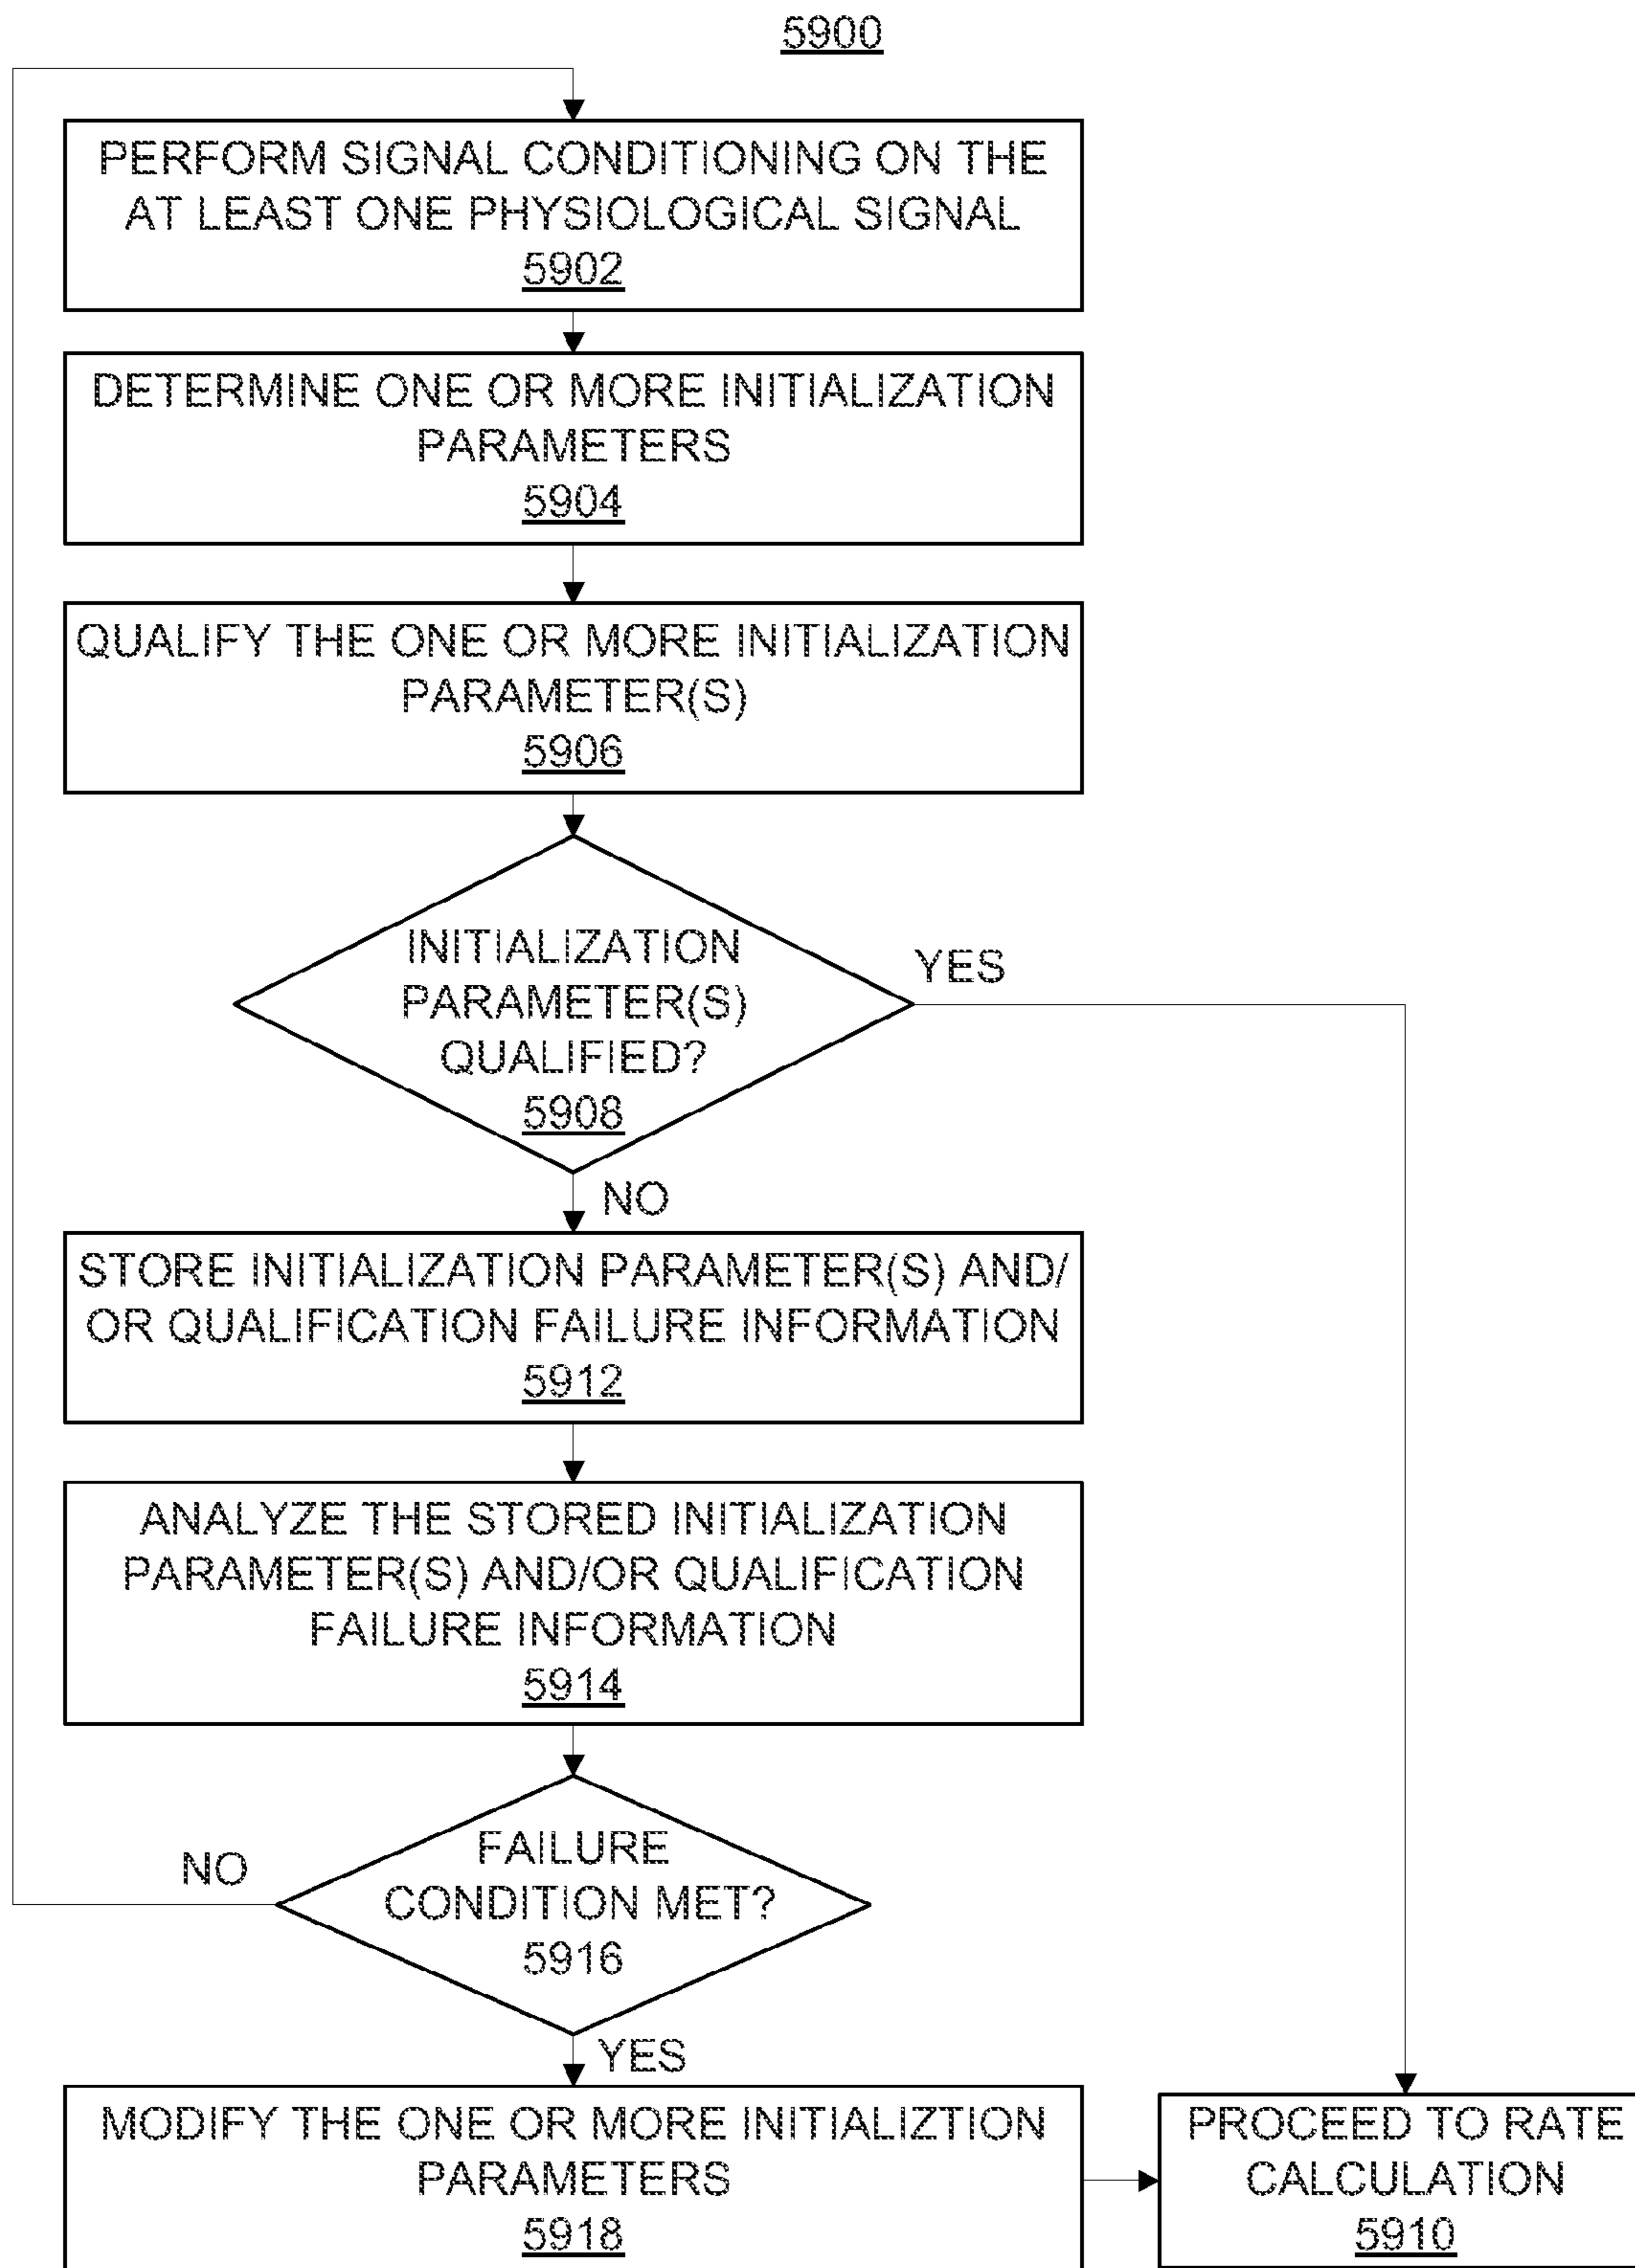 5900
PERFORM SIGNAL CONDITIONING ON THE
AT LEAST ONE PHYSIOLOGICAL SIGNAL
5902
DETERMINE ONE OR MORE INITIALIZATION
PARAMETERS
5904
QUALIFY THE ONE OR MORE INITIALIZATION
PARAMETER(S)
5906
INITIALIZATION
PARAMETER(S)
QUALIFIED?
5908
YES
NO
STORE INITIALIZATION PARAMETER(S) AND/
OR QUALIFICATION FAILURE INFORMATION
5912
ANALYZE THE STORED INITIALIZATION
PARAMETER(S) AND/OR QUALIFICATION
FAILURE INFORMATION
5914
FAILURE
CONDITION MET?
5916
NO
YES
MODIFY THE ONE OR MORE INITIALIZTION
PARAMETERS
5918
PROCEED TO RATE
CALCULATION
5910